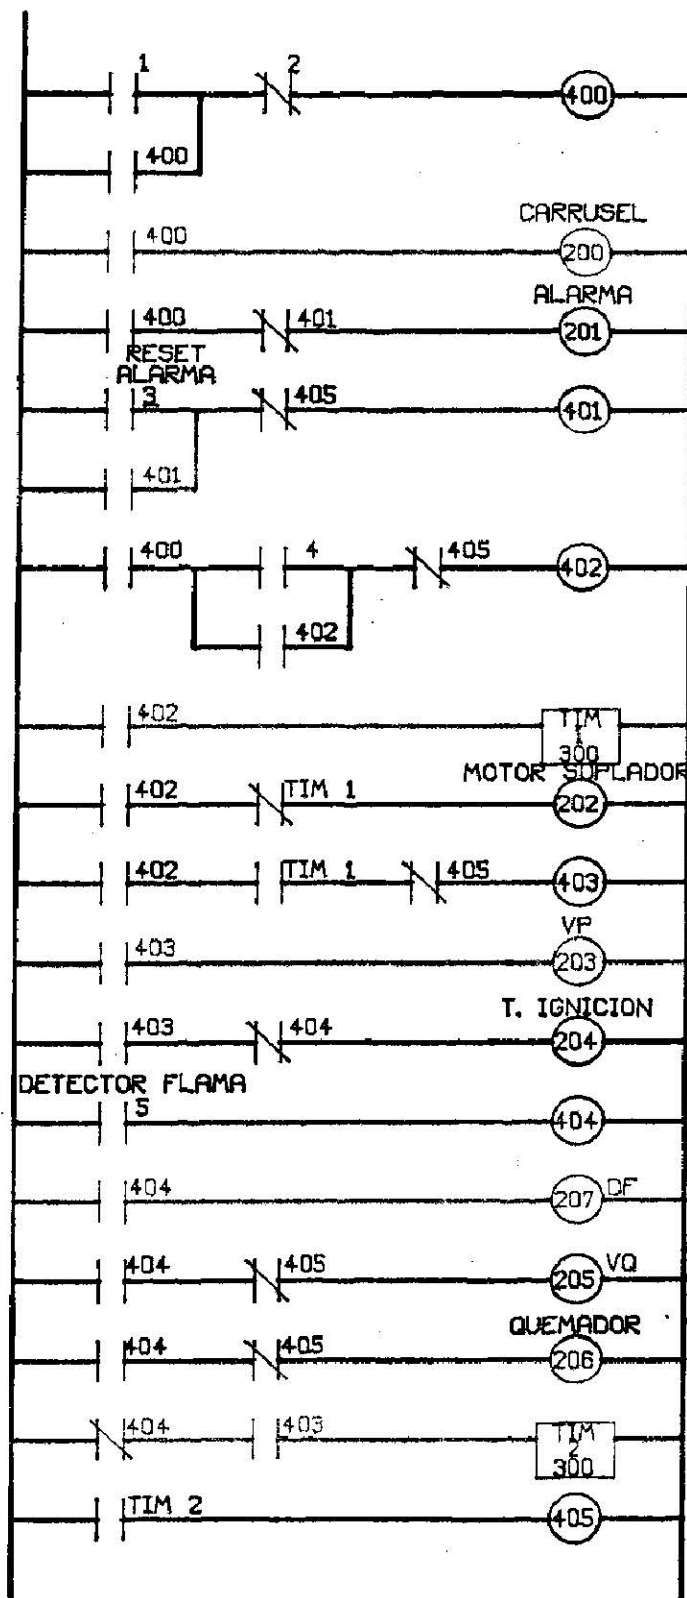 1 2 400
400
CARRUSEL
400 200
ALARMA
400 401 201
RESET
ALARMA
3 405 401
401
400 4 405 402
402
402 TIM
1
300
MOTOR SOPLADOR
402 TIM 1 202
402 TIM 1 405 403
VP
403 203
T. IGNICION
403 404 204
DETECTOR FLAMA
5 404
404 207 DF
404 405 205 VQ
QUEMADOR
404 405 206
404 403 TIM
2
300
TIM 2 405